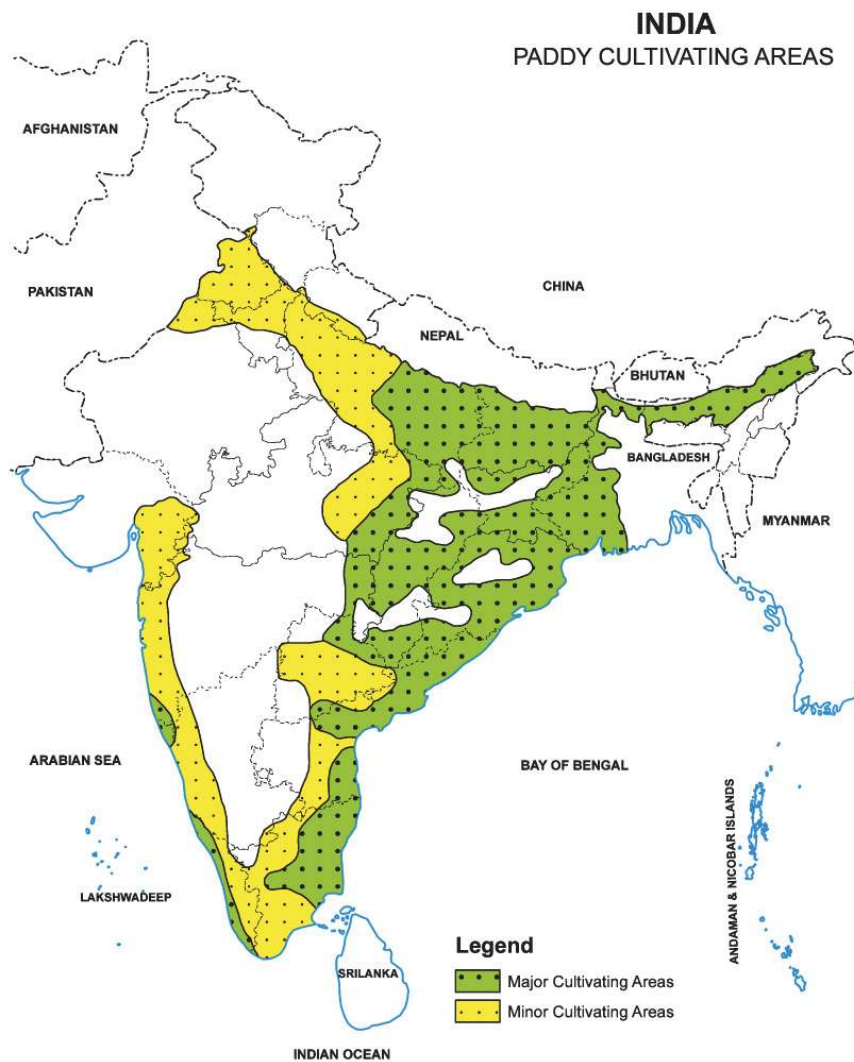 INDIA
PADDY CULTIVATING AREAS
AFGHANISTAN
PAKISTAN
CHINA
NEPAL
BHUTAN
BANGLADESH
MYANMAR
ARABIAN SEA
BAY OF BENGAL
ANDAMAN & NICOBAR ISLANDS
LAKSHWADEEP
SRILANKA
Legend
Major Cultivating Areas
Minor Cultivating Areas
INDIAN OCEAN